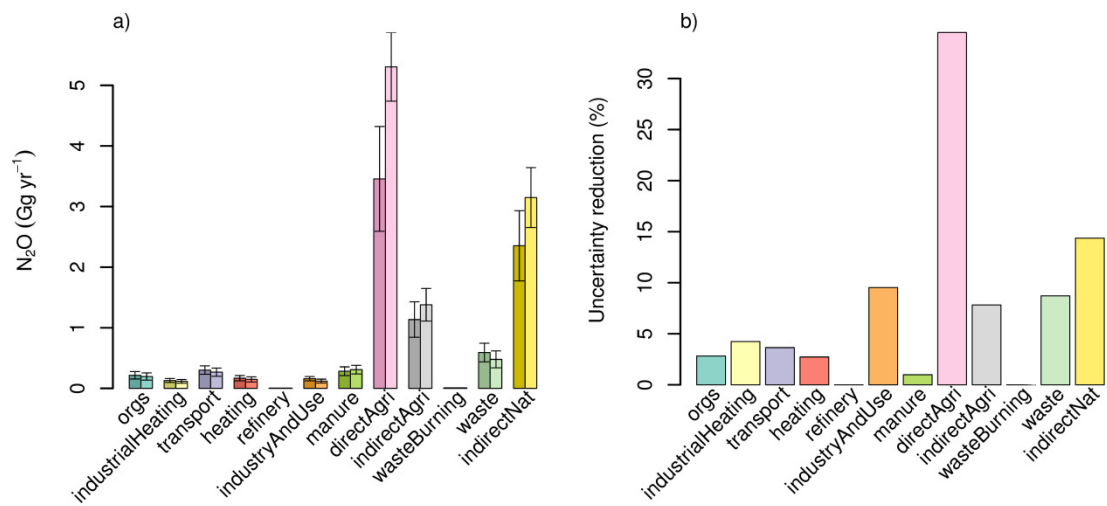 a)
N₂O (Gg yr⁻¹)
5
4
3
2
1
0
orgs
industrialHeating
transport
heating
refinery
industryAndUse
manure
directAgri
indirectAgri
wasteBurning
waste
indirectNat
b)
Uncertainty reduction (%)
30
25
20
15
10
5
0
orgs
industrialHeating
transport
heating
refinery
industryAndUse
manure
directAgri
indirectAgri
wasteBurning
waste
indirectNat